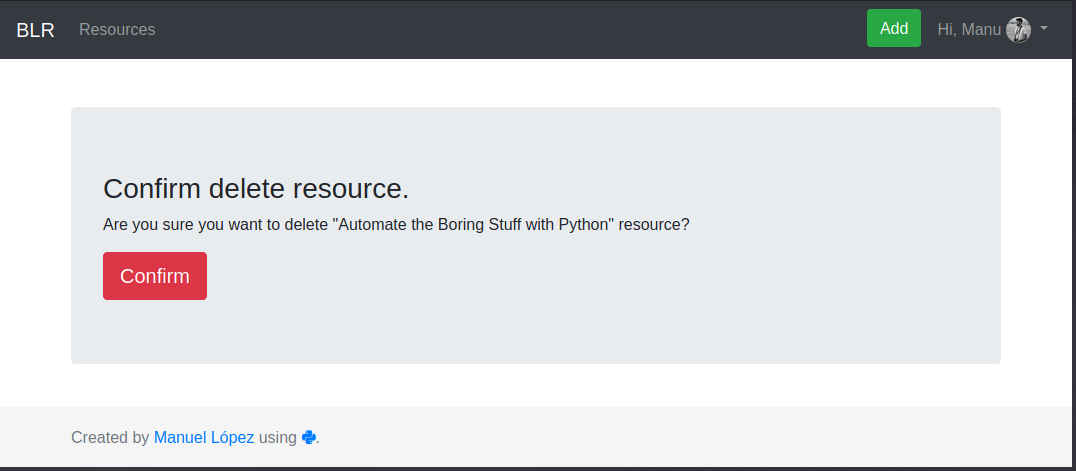 BLR Resources Add Hi, Manu
Confirm delete resource.
Are you sure you want to delete "Automate the Boring Stuff with Python" resource?
Confirm
Created by Manuel López using .